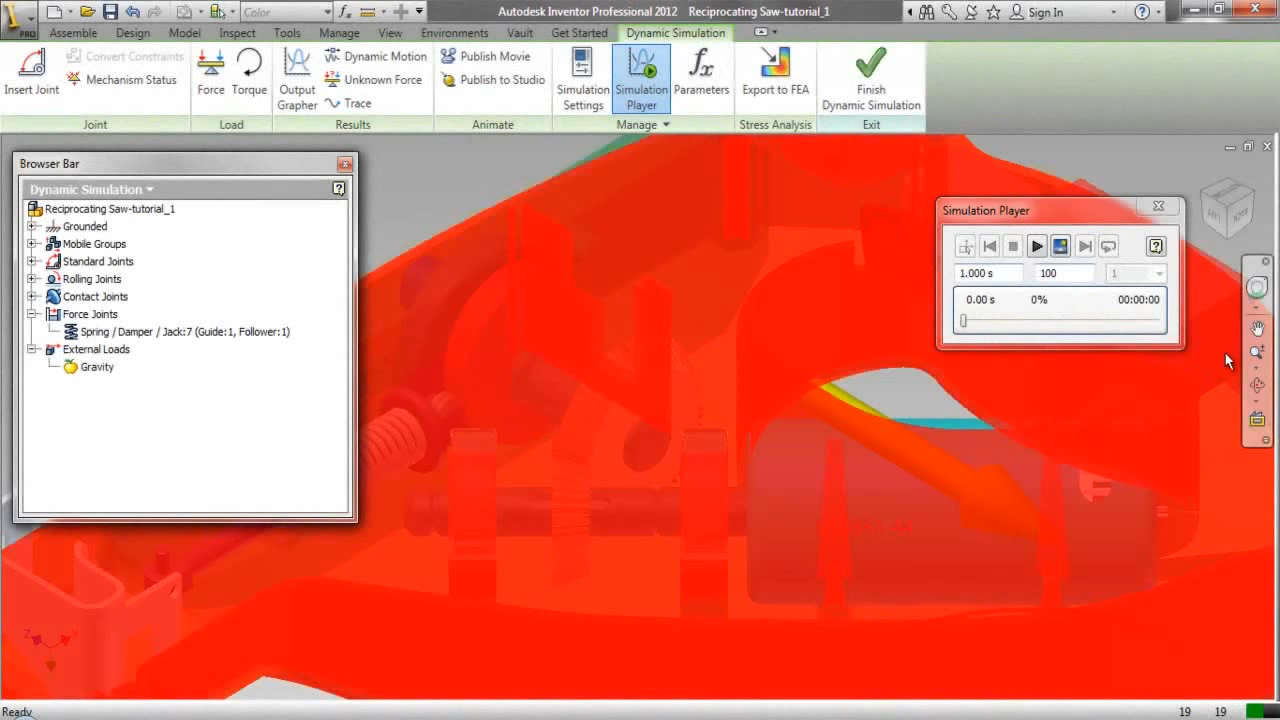 Color
Autodesk Inventor Professional 2012 Reciprocating Saw-tutorial_1
Sign In
PRO
Assemble Design Model Inspect Tools Manage View Environments Vault Get Started Dynamic Simulation
Insert Joint
Convert Constraints
Mechanism Status
Joint
Force
Torque
Load
Output Grapher
Dynamic Motion
Unknown Force
Trace
Results
Publish Movie
Publish to Studio
Animate
Simulation Settings
Simulation Player
fx Parameters
Manage
Export to FEA
Stress Analysis
Finish Dynamic Simulation
Exit
Browser Bar
Dynamic Simulation
Reciprocating Saw-tutorial_1
Grounded
Mobile Groups
Standard Joints
Rolling Joints
Contact Joints
Force Joints
Spring / Damper / Jack:7 (Guide:1, Follower:1)
External Loads
Gravity
Simulation Player
1.000 s 100 1
0.00 s 0% 00:00:00
Z
Ready
19 19